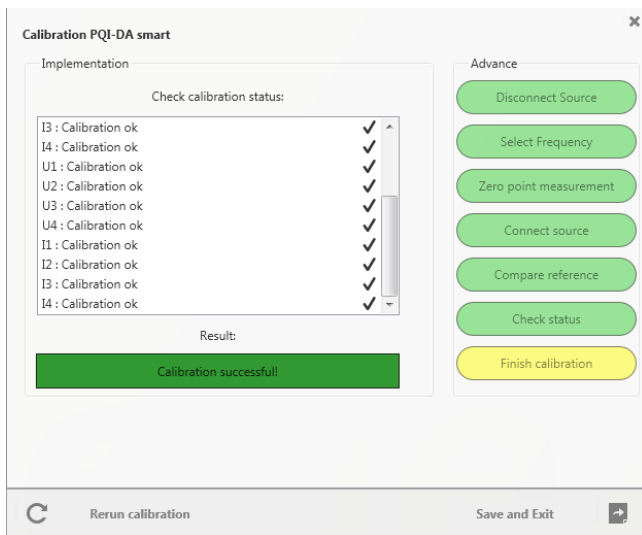 Calibration PQI-DA smart
Implementation
Check calibration status:
I3 : Calibration ok
I4 : Calibration ok
U1 : Calibration ok
U2 : Calibration ok
U3 : Calibration ok
U4 : Calibration ok
I1 : Calibration ok
I2 : Calibration ok
I3 : Calibration ok
I4 : Calibration ok
Result:
Calibration successful!
Advance
Disconnect Source
Select Frequency
Zero point measurement
Connect source
Compare reference
Check status
Finish calibration
Rerun calibration
Save and Exit